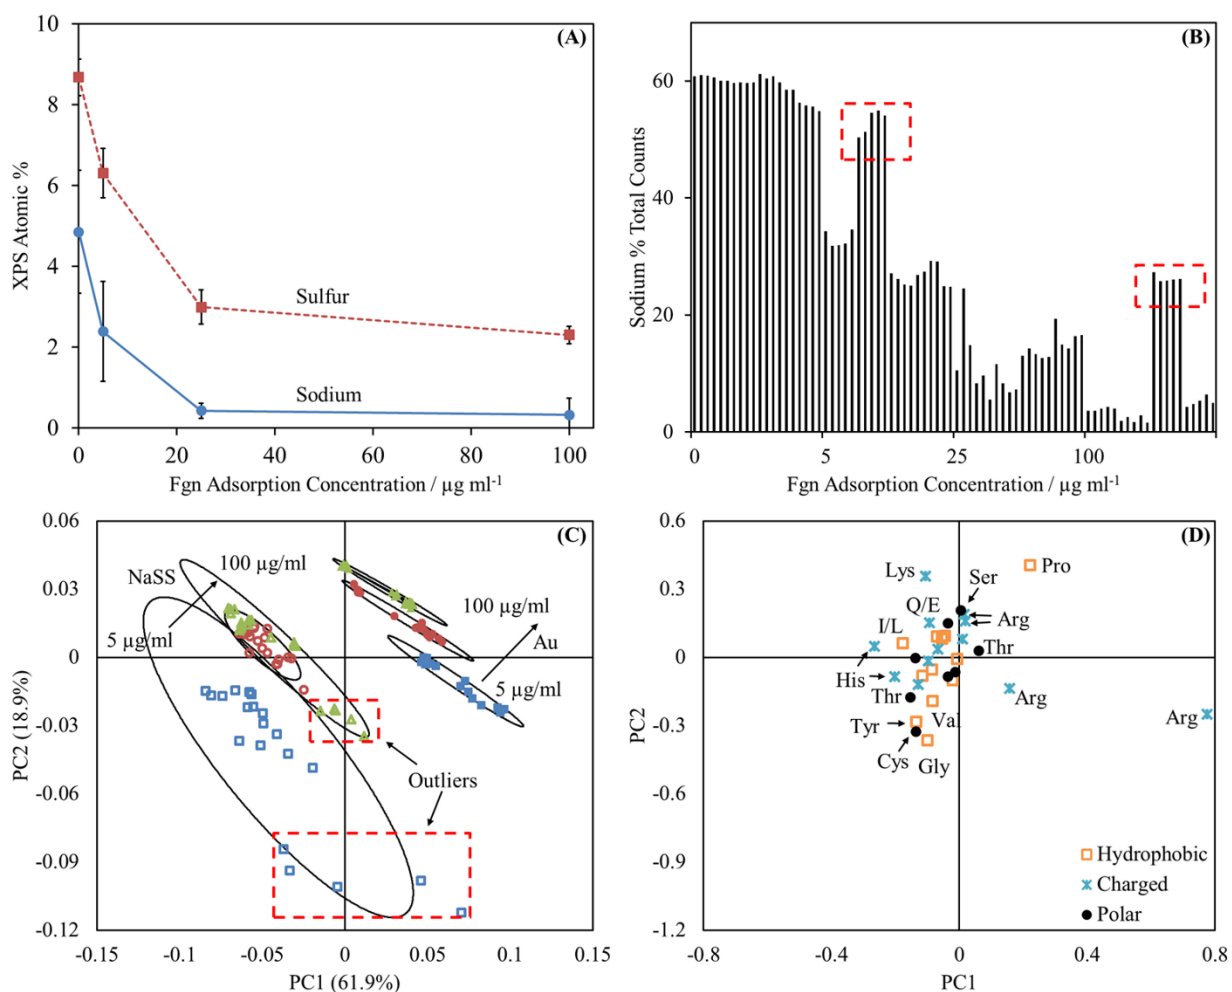 (A)
10
8
6
4
2
0
XPS Atomic %
Sulfur
Sodium
0 20 40 60 80 100
Fgn Adsorption Concentration / µg ml-1
(B)
60
40
20
0
Sodium % Total Counts
0 5 25 100
Fgn Adsorption Concentration / µg ml-1
(C)
0.06
0.03
0
-0.03
-0.06
-0.09
-0.12
PC2 (18.9%)
NaSS
100 µg/ml
5 µg/ml
100 µg/ml
Au
5 µg/ml
Outliers
-0.15 -0.1 -0.05 0 0.05 0.1 0.15
PC1 (61.9%)
(D)
0.6
0.3
0
-0.3
-0.6
-0.9
-1.2
PC2
Lys
Pro
Ser
Q/E
Arg
I/L
Thr
His
Thr
Arg
Arg
Tyr
Val
Cys
Gly
Hydrophobic
Charged
Polar
-0.8 -0.4 0 0.4 0.8
PC1